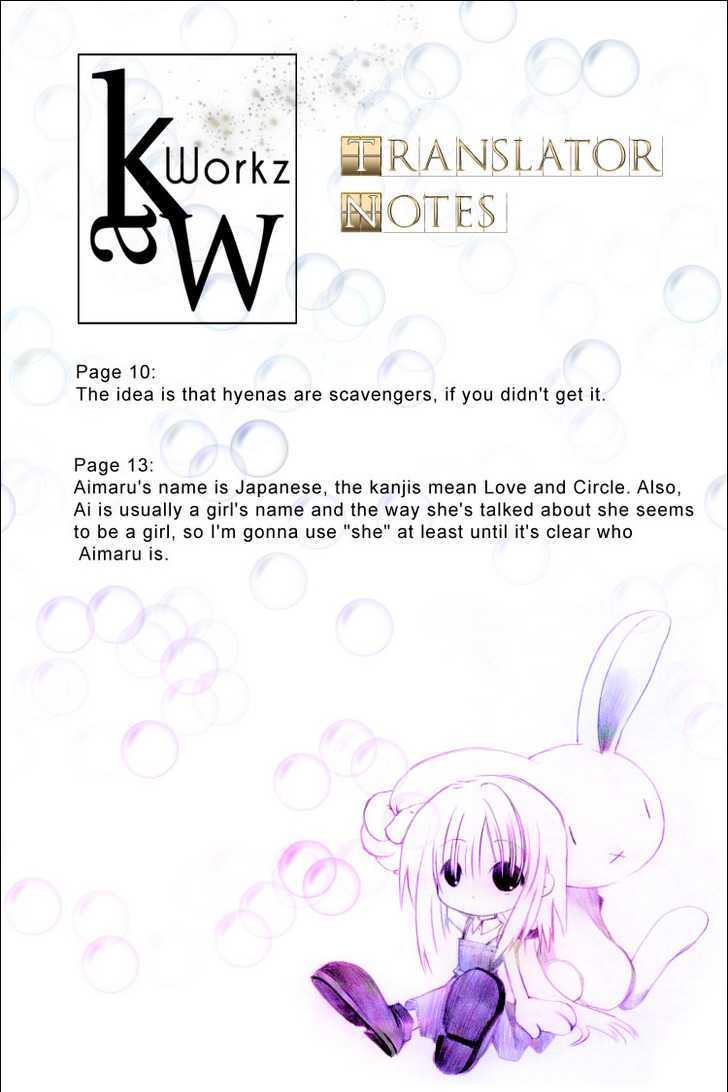 ak Workz
W
TRANSLATOR
NOTES
Page 10:
The idea is that hyenas are scavengers, if you didn't get it.
Page 13:
Aimaru's name is Japanese, the kanjis mean Love and Circle. Also,
Ai is usually a girl's name and the way she's talked about she seems
to be a girl, so I'm gonna use "she" at least until it's clear who
Aimaru is.